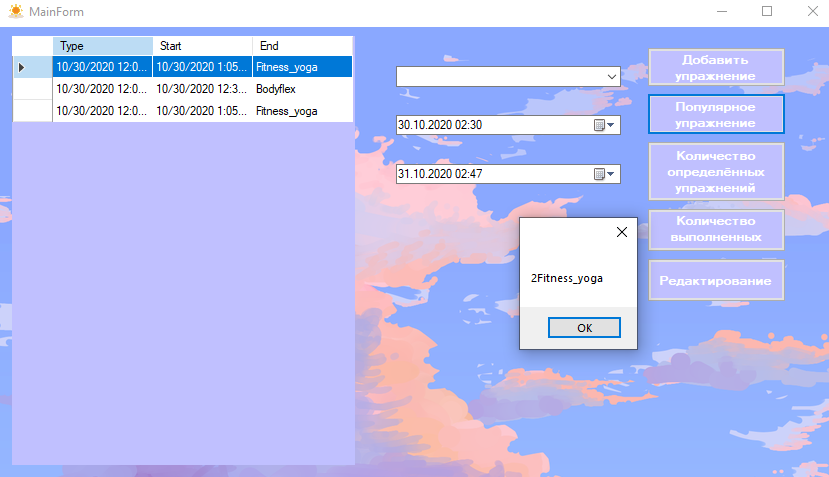 MainForm
Type Start End
10/30/2020 12:0... 10/30/2020 1:05... Fitness_yoga
10/30/2020 12:0... 10/30/2020 12:3... Bodyflex
10/30/2020 12:0... 10/30/2020 1:05... Fitness_yoga
30.10.2020 02:30
31.10.2020 02:47
Добавить
упражнение
Популярное
упражнение
Количество
определённых
упражнений
Количество
выполненных
Редактирование
2Fitness_yoga
OK